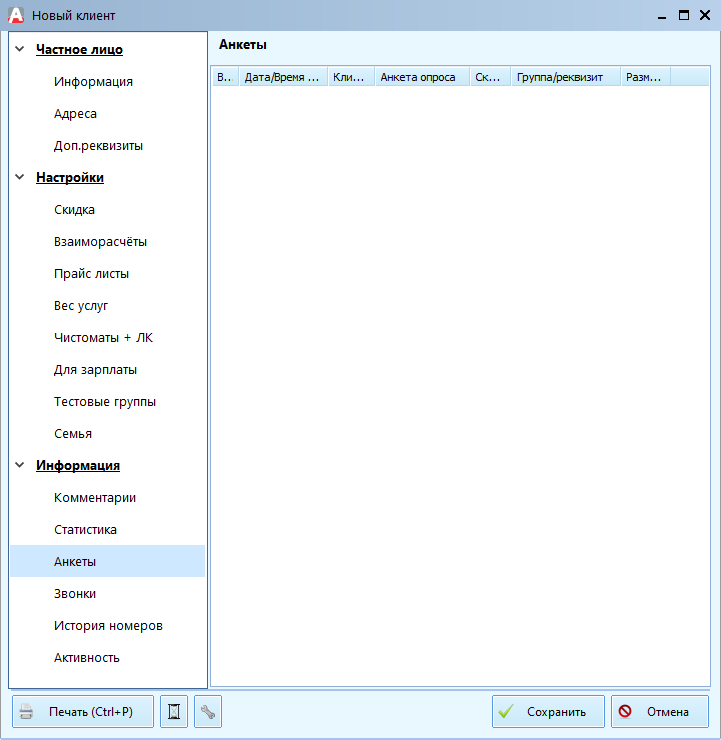 Новый клиент
Частное лицо
Информация
Адреса
Доп.реквизиты
Настройки
Скидка
Взаиморасчёты
Прайс листы
Вес услуг
Чистоматы + ЛК
Для зарплаты
Тестовые группы
Семья
Информация
Комментарии
Статистика
Анкеты
Звонки
История номеров
Активность
Анкеты
В... Дата/Время ... Кли... Анкета опроса Ск... Группа/реквизит Разм...
Печать (Ctrl+P) Сохранить Отмена